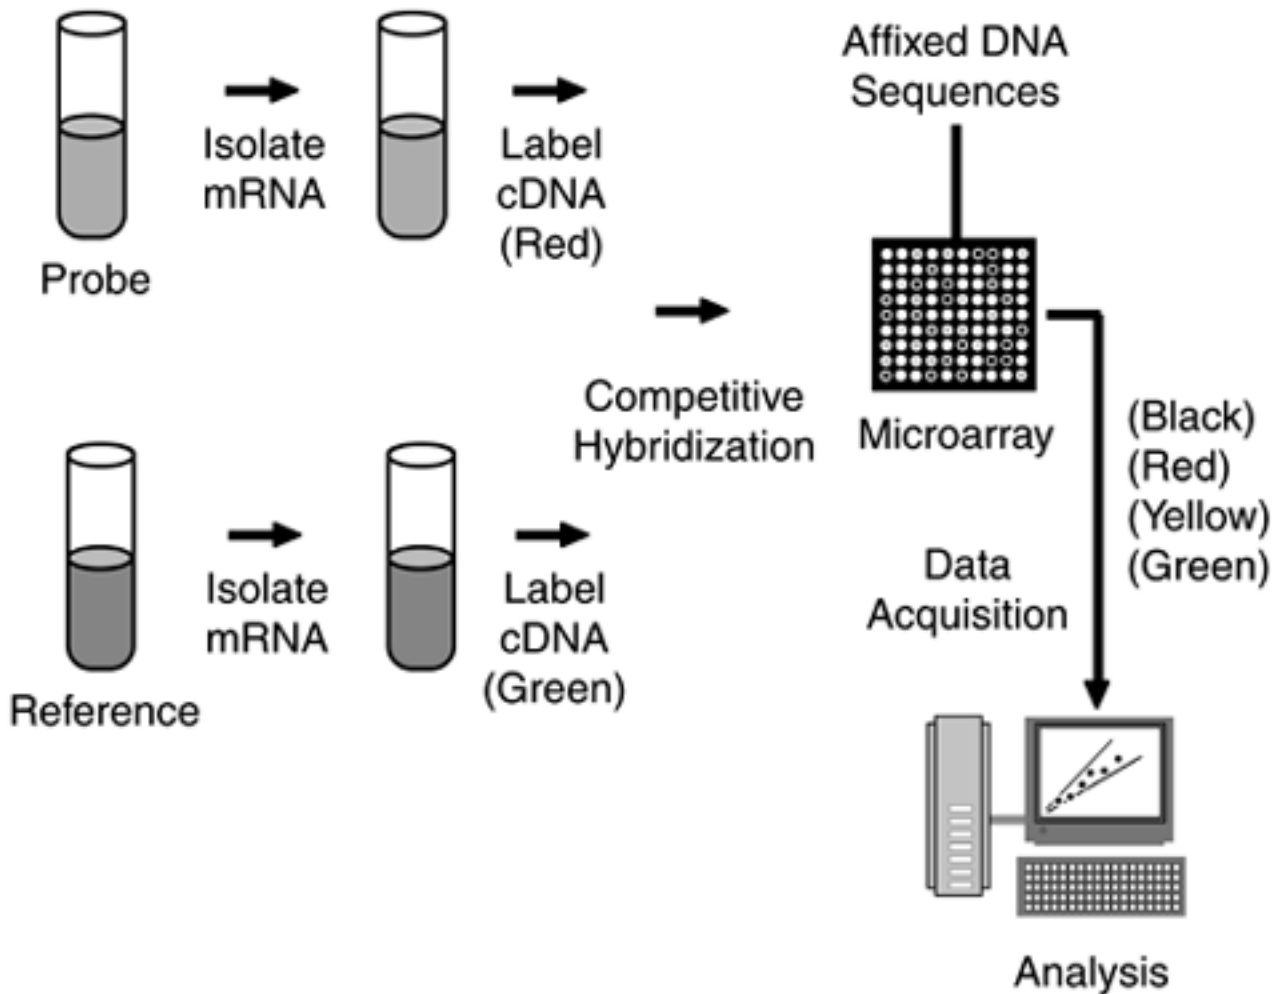 Isolate
mRNA
Label
cDNA
(Red)
Probe
Affixed DNA
Sequences
Competitive
Hybridization
Microarray
(Black)
(Red)
(Yellow)
(Green)
Isolate
mRNA
Label
cDNA
(Green)
Reference
Data
Acquisition
Analysis